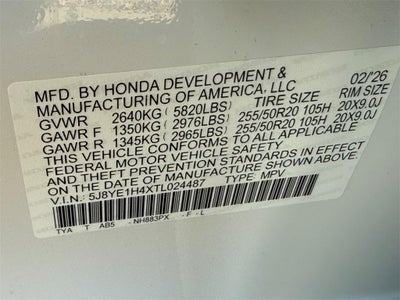 MFD. BY HONDA DEVELOPMENT &
MANUFACTURING OF AMERICA, LLC 02/26
GVWR 2640KG (5820LBS) TIRE SIZE RIM SIZE
GAWR F 1350KG (2976LBS) 255/50R20 105H 20X9.0J
GAWR R 1345KG (2965LBS) 255/50R20 105H 20X9.0J
THIS VEHICLE CONFORMS TO ALL APPLICABLE
FEDERAL MOTOR VEHICLE SAFETY AND
THEFT PREVENTION STANDARDS IN EFFECT
ON THE DATE OF MANUFACTURE SHOWN ABOVE.
V.I.N.: 5J8YE1H4XTL024487 TYPE: MPV
TYA T AB5 NH883PX -F -L